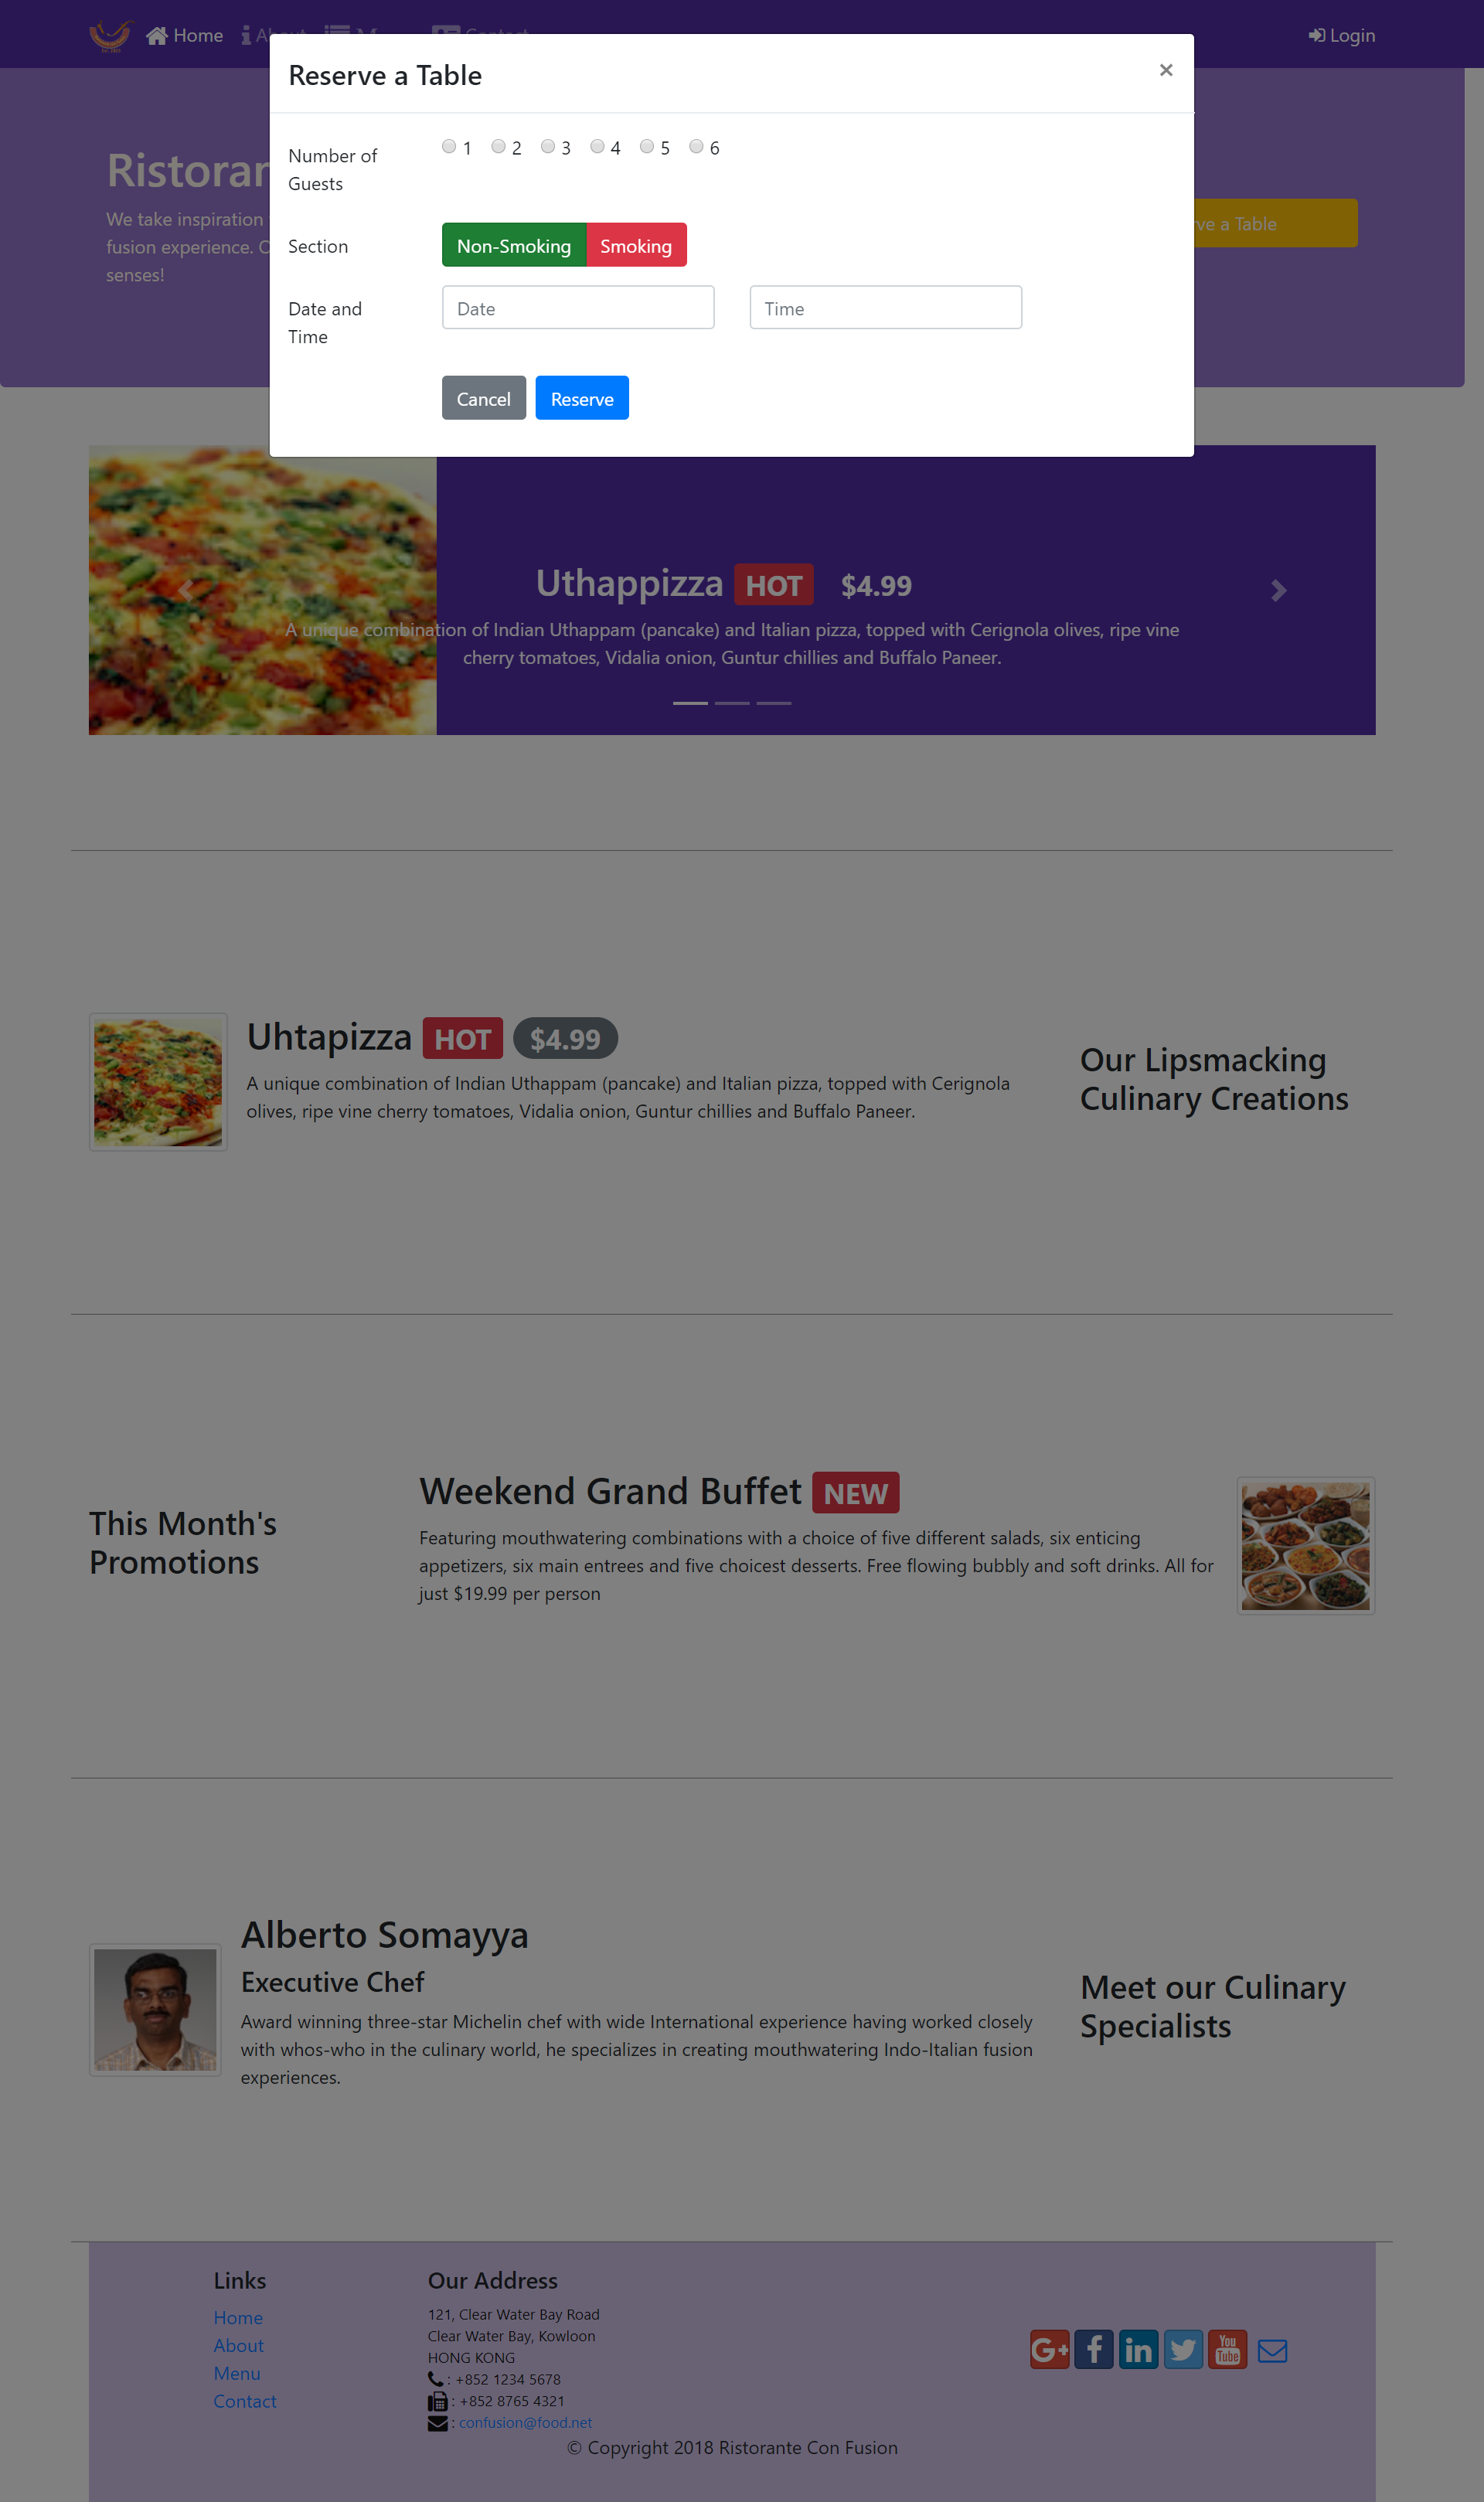 Home
About
Contact
Login
Reserve a Table
×
Number of
Guests
1 2 3 4 5 6
Section
Non-Smoking
Smoking
Date and
Time
Date
Time
Cancel
Reserve
We take inspiration
fusion experience.
senses!
a Table
Uthappizza HOT $4.99
A unique combination of Indian Uthappam (pancake) and Italian pizza, topped with Cerignola olives, ripe vine
cherry tomatoes, Vidalia onion, Guntur chillies and Buffalo Paneer.
Uhtapizza HOT $4.99
A unique combination of Indian Uthappam (pancake) and Italian pizza, topped with Cerignola
olives, ripe vine cherry tomatoes, Vidalia onion, Guntur chillies and Buffalo Paneer.
Our Lipsmacking
Culinary Creations
This Month's
Promotions
Weekend Grand Buffet NEW
Featuring mouthwatering combinations with a choice of five different salads, six enticing
appetizers, six main entrees and five choicest desserts. Free flowing bubbly and soft drinks. All for
just $19.99 per person
Alberto Somayya
Executive Chef
Award winning three-star Michelin chef with wide International experience having worked closely
with whos-who in the culinary world, he specializes in creating mouthwatering Indo-Italian fusion
experiences.
Meet our Culinary
Specialists
Links
Home
About
Menu
Contact
Our Address
121, Clear Water Bay Road
Clear Water Bay, Kowloon
HONG KONG
: +852 1234 5678
: +852 8765 4321
: confusion@food.net
G+ f in You Tube
© Copyright 2018 Ristorante Con Fusion